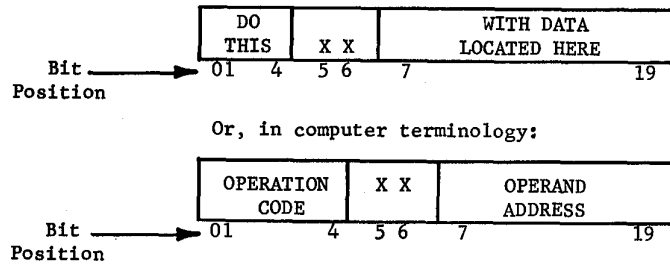 DO THIS
X X
WITH DATA LOCATED HERE
Bit Position
01 4 5 6 7 19
Or, in computer terminology:
OPERATION CODE
X X
OPERAND ADDRESS
Bit Position
01 4 5 6 7 19